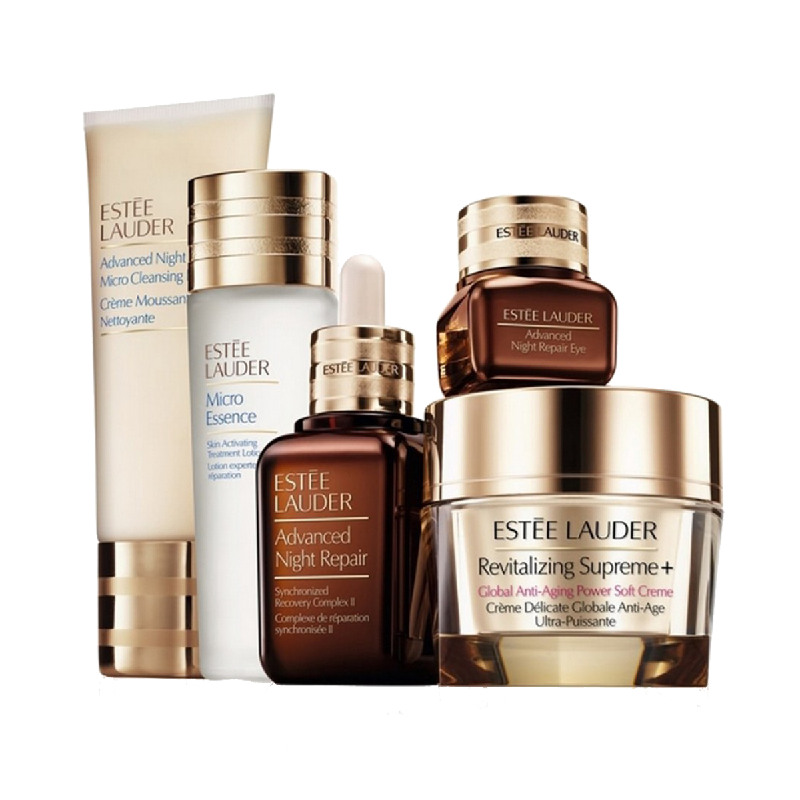 ESTĒE
LAUDER
Advanced Night
Micro Cleansing
Crème Moussant
Nettoyante
ESTĒE
LAUDER
Micro
Essence
Skin Activating
Treatment Lotio
Lotion experte
réparation
ESTĒE LAUDER
ESTĒE
LAUDER
Advanced
Night Repair
Synchronized
Recovery Complex II
Complexe de réparation
synchronisée II
ESTĒE LAUDER
ESTĒE LAUDER
Advanced
Night Repair Eye
ESTĒE LAUDER
Revitalizing Supreme+
Global Anti-Aging Power Soft Creme
Crème Délicate Globale Anti-Age
Ultra-Puissante